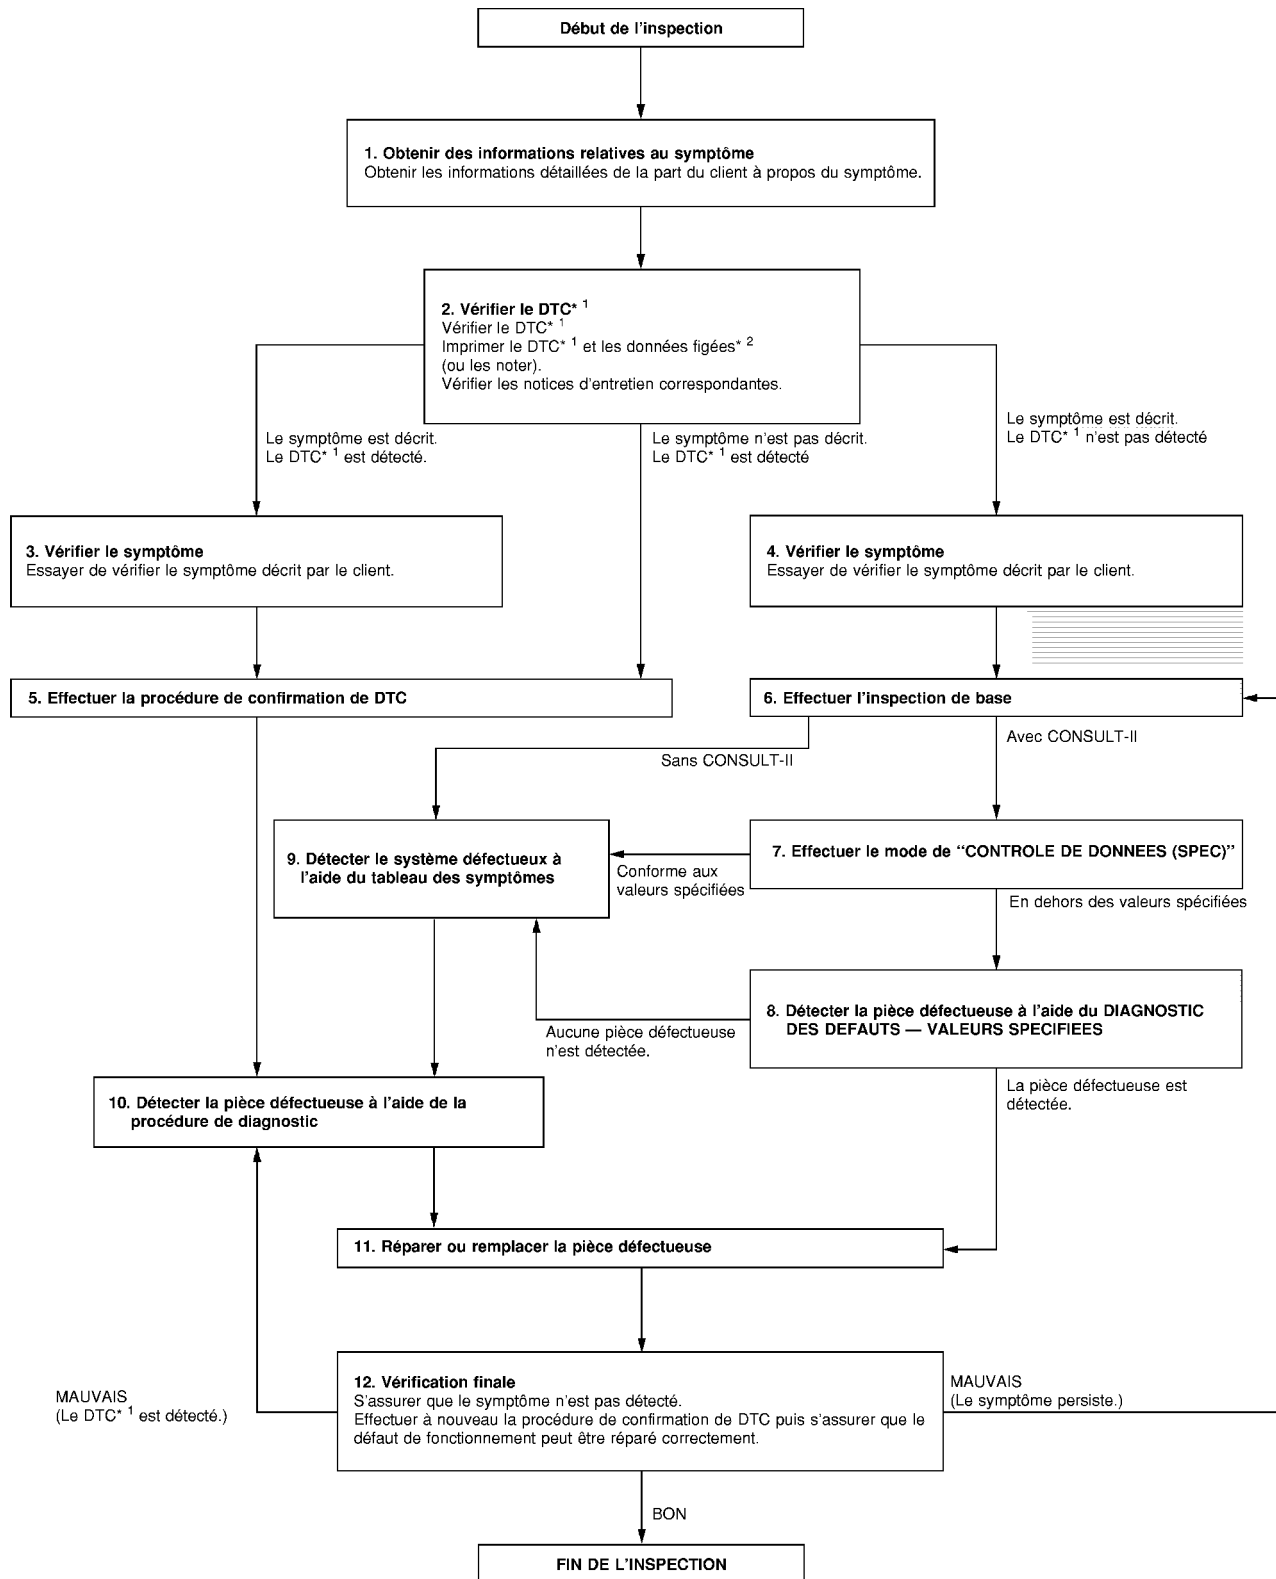 Début de l'inspection
1. Obtenir des informations relatives au symptôme
Obtenir les informations détaillées de la part du client à propos du symptôme.
2. Vérifier le DTC* 1
Vérifier le DTC* 1
Imprimer le DTC* 1 et les données figées* 2
(ou les noter).
Vérifier les notices d'entretien correspondantes.
Le symptôme est décrit.
Le DTC* 1 est détecté.
Le symptôme n'est pas décrit.
Le DTC* 1 est détecté
Le symptôme est décrit.
Le DTC* 1 n'est pas détecté
3. Vérifier le symptôme
Essayer de vérifier le symptôme décrit par le client.
4. Vérifier le symptôme
Essayer de vérifier le symptôme décrit par le client.
5. Effectuer la procédure de confirmation de DTC
6. Effectuer l'inspection de base
Sans CONSULT-II
Avec CONSULT-II
9. Détecter le système défectueux à
l'aide du tableau des symptômes
Conforme aux
valeurs spécifiées
7. Effectuer le mode de “CONTROLE DE DONNEES (SPEC)”
En dehors des valeurs spécifiées
8. Détecter la pièce défectueuse à l'aide du DIAGNOSTIC
DES DEFAUTS — VALEURS SPECIFIEES
Aucune pièce défectueuse
n'est détectée.
La pièce défectueuse est
détectée.
10. Détecter la pièce défectueuse à l'aide de la
procédure de diagnostic
11. Réparer ou remplacer la pièce défectueuse
12. Vérification finale
S'assurer que le symptôme n'est pas détecté.
Effectuer à nouveau la procédure de confirmation de DTC puis s'assurer que le
défaut de fonctionnement peut être réparé correctement.
MAUVAIS
(Le DTC* 1 est détecté.)
MAUVAIS
(Le symptôme persiste.)
BON
FIN DE L'INSPECTION